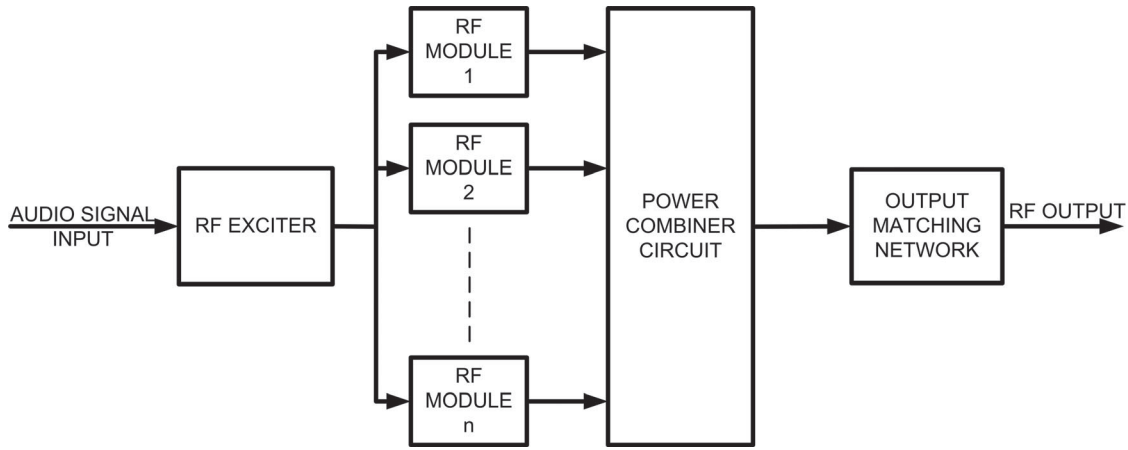 AUDIO SIGNAL
INPUT
RF EXCITER
RF
MODULE
1
RF
MODULE
2
RF
MODULE
n
POWER
COMBINER
CIRCUIT
OUTPUT
MATCHING
NETWORK
RF OUTPUT